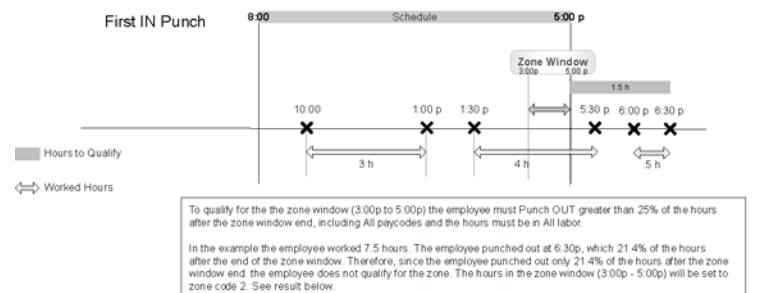 First IN Punch
8:00
Schedule
5:00 p
Zone Window
3:00p 5:00 p
1.5 h
10:00 1:00 p 1:30 p 5:30 p 6:00 p 6:30 p
Hours to Qualify
3 h 4 h .5 h
Worked Hours
To qualify for the the zone window (3:00p to 5:00p) the employee must Punch OUT greater than 25% of the hours
after the zone window end, including All paycodes and the hours must be in All labor.
In the example the employee worked 7.5 hours. The employee punched out at 6:30p, which 21.4% of the hours
after the end of the zone window. Therefore, since the employee punched out only 21.4% of the hours after the zone
window end the employee does not qualify for the zone. The hours in the zone window (3:00p - 5:00p) will be set to
zone code 2. See result below.